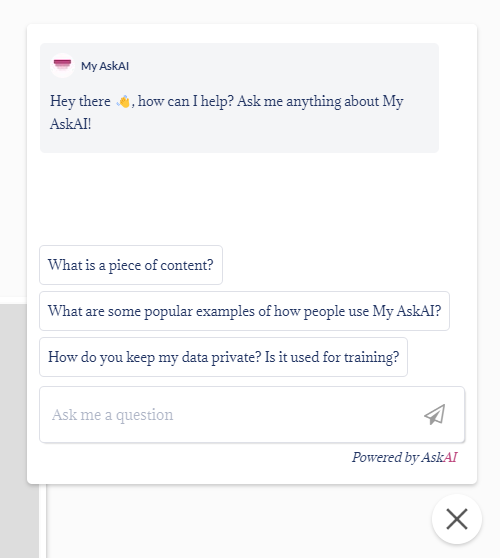 My AskAI
Hey there 👋, how can I help? Ask me anything about My
AskAI!
What is a piece of content?
What are some popular examples of how people use My AskAI?
How do you keep my data private? Is it used for training?
Ask me a question
Powered by AskAI